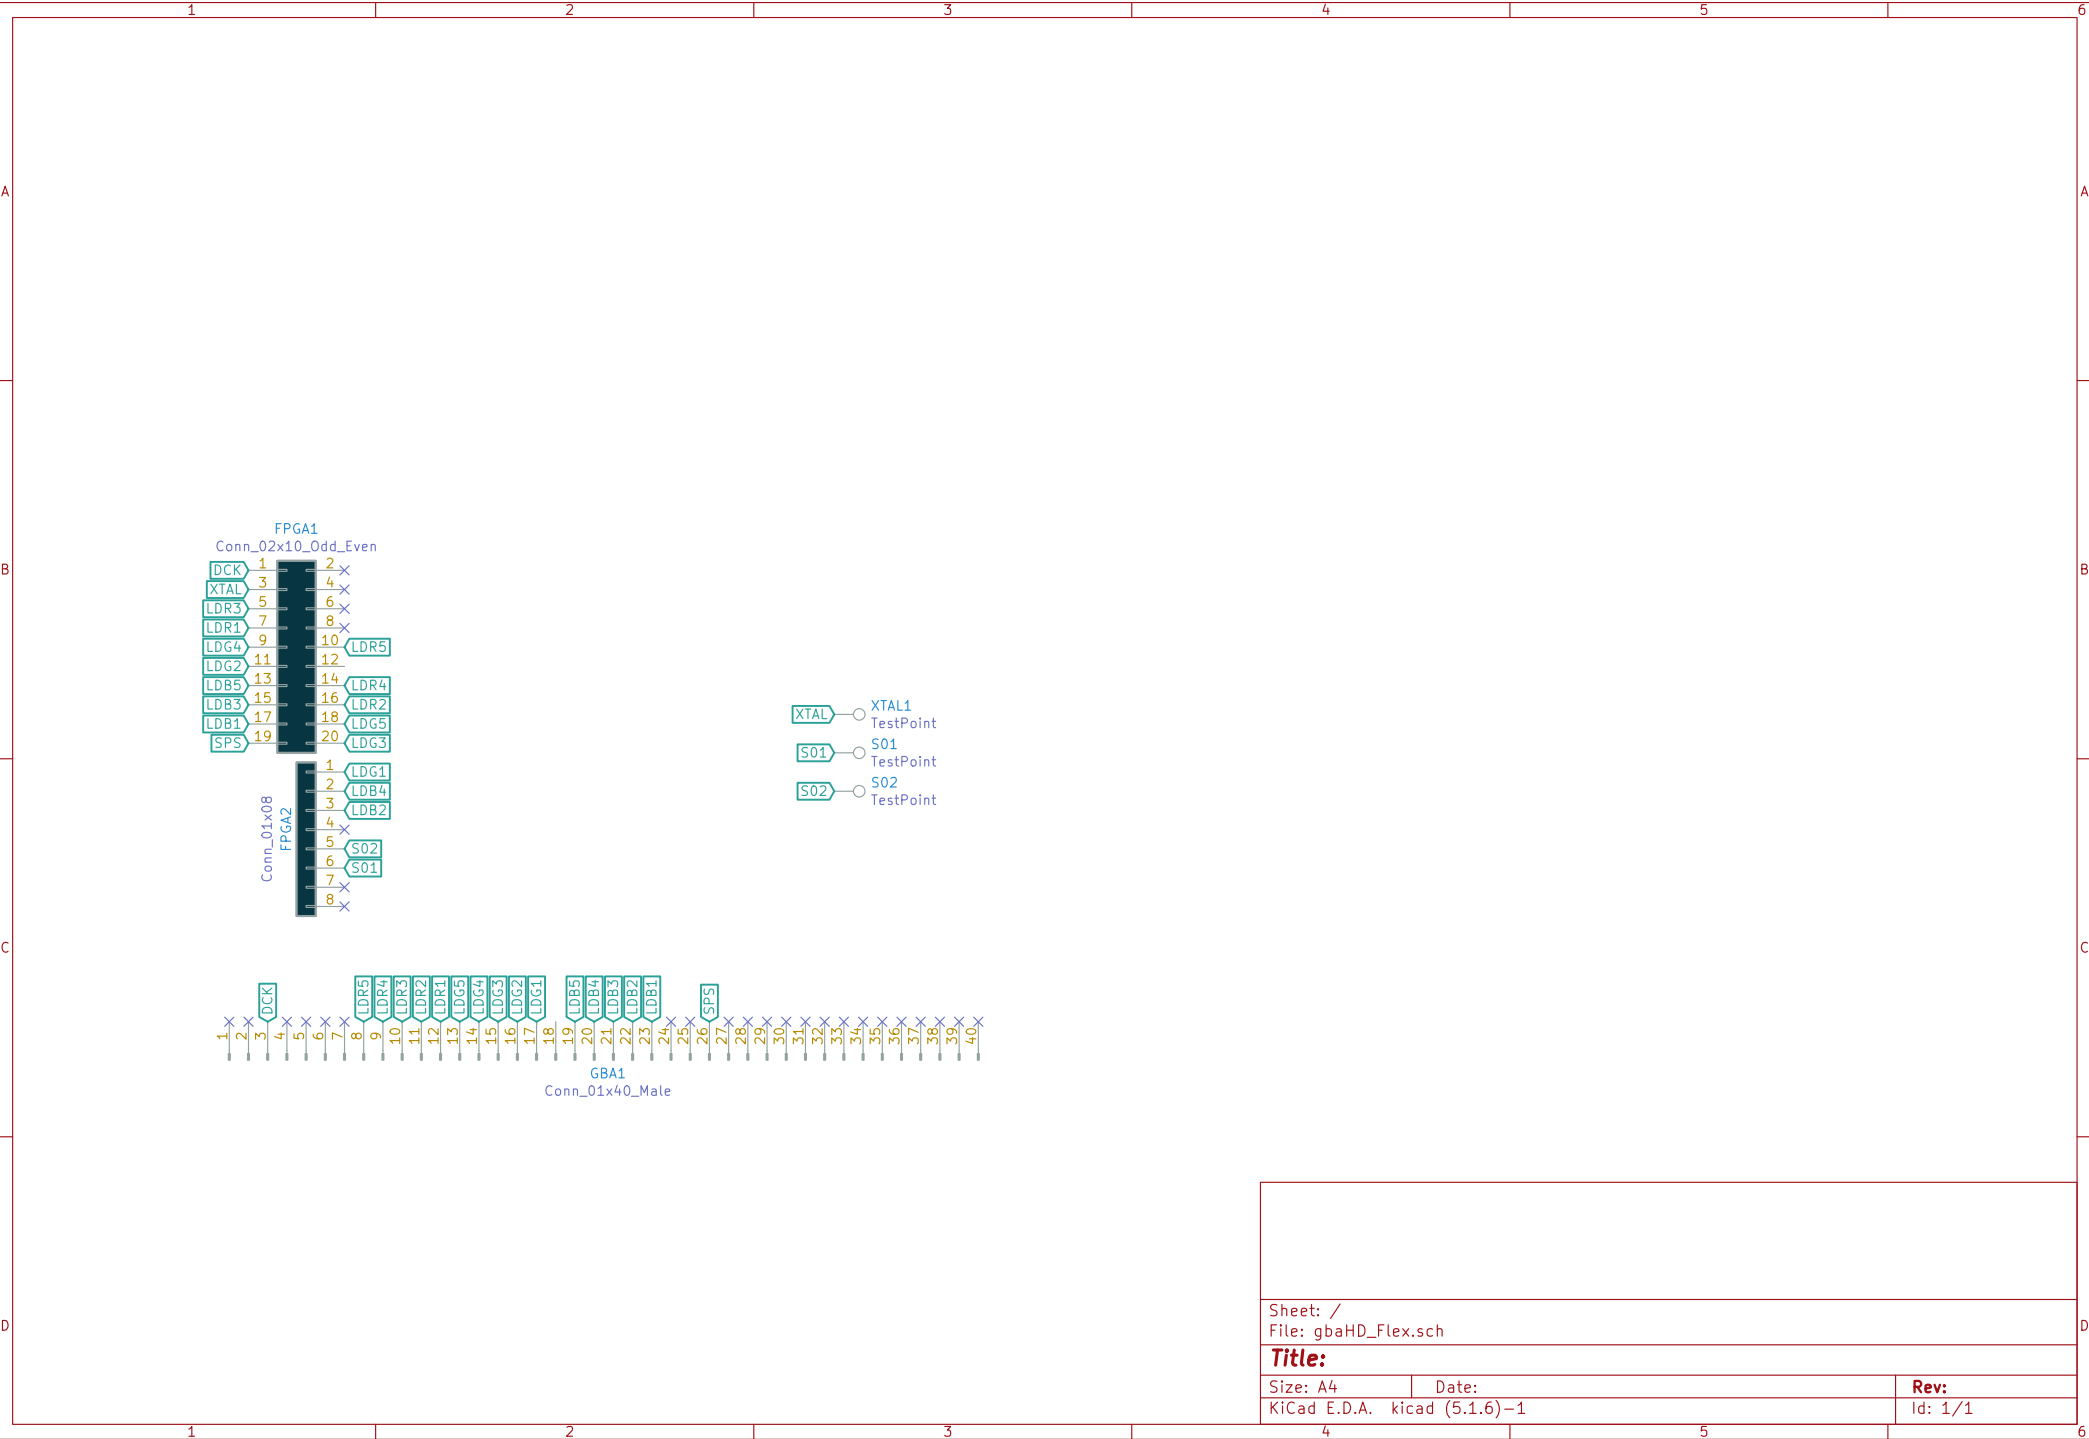 1 2 3 4 5 6
A A
FPGA1
Conn_02x10_Odd_Even
DCK 1 2
B B
XTAL 3 4
LDR3 5 6
LDR1 7 8
LDG4 9 10 LDR5
LDG2 11 12
LDB5 13 14 LDR4
LDB3 15 16 LDR2
LDB1 17 18 LDG5
SPS 19 20 LDG3
XTAL XTAL1
TestPoint
S01 S01
TestPoint
S02 S02
TestPoint
1 LDG1
2 LDB4
3 LDB2
4
5 S02
6 S01
7
8
Conn_01x08
FPGA2
C C
DCK LDR5 LDR4 LDR3 LDR2 LDR1 LDG5 LDG4 LDG3 LDG2 LDG1 LDB5 LDB4 LDB3 LDB2 LDB1 SPS
1 2 3 4 5 6 7 8 9 10 11 12 13 14 15 16 17 18 19 20 21 22 23 24 25 26 27 28 29 30 31 32 33 34 35 36 37 38 39 40
GBA1
Conn_01x40_Male
Sheet: /
File: gbaHD_Flex.sch
D D
Title:
Size: A4 Date: Rev:
KiCad E.D.A. kicad (5.1.6)-1 Id: 1/1
1 2 3 4 5 6